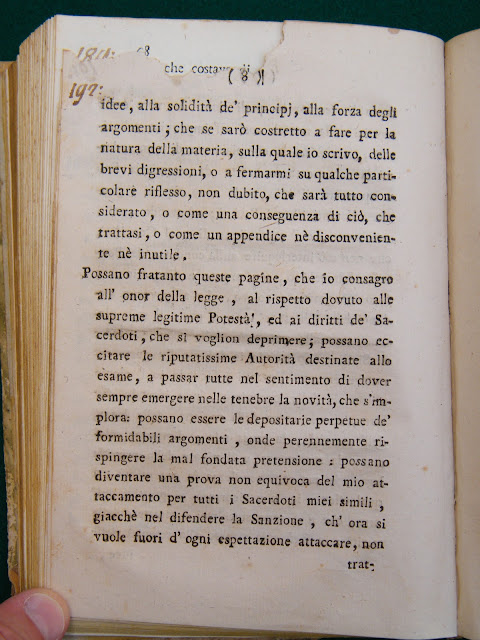 192:
68
che costa
( 8 )
idee, alla solidità de' principj, alla forza degli
argomenti; che se sarò costretto a fare per la
natura della materia, sulla quale io scrivo, delle
brevi digressioni, o a fermarmi su qualche parti-
colare riflesso, non dubito, che sarà tutto con-
siderato, o come una conseguenza di ciò, che
trattasi, o come un appendice nè disconvenien-
te nè inutile.
Possano fratanto queste pagine, che io consagro
all' onor della legge, al rispetto dovuto alle
supreme legitime Potestà!, ed ai diritti de' Sa-
cerdoti, che si voglion deprimere; possano ec-
citare le riputatissime Autorità destinate allo
esame, a passar tutte nel sentimento di dover
sempre emergere nelle tenebre la novità, che s'im-
plora: possano essere le depositarie perpetue de'
formidabili argomenti, onde perennemente ri-
spingere la mal fondata pretensione: possano
diventare una prova non equivoca del mio at-
taccamento per tutti i Sacerdoti miei simili,
giacchè nel difendere la Sanzione, ch' ora si
vuole fuori d' ogni espettazione attaccare, non
trat-